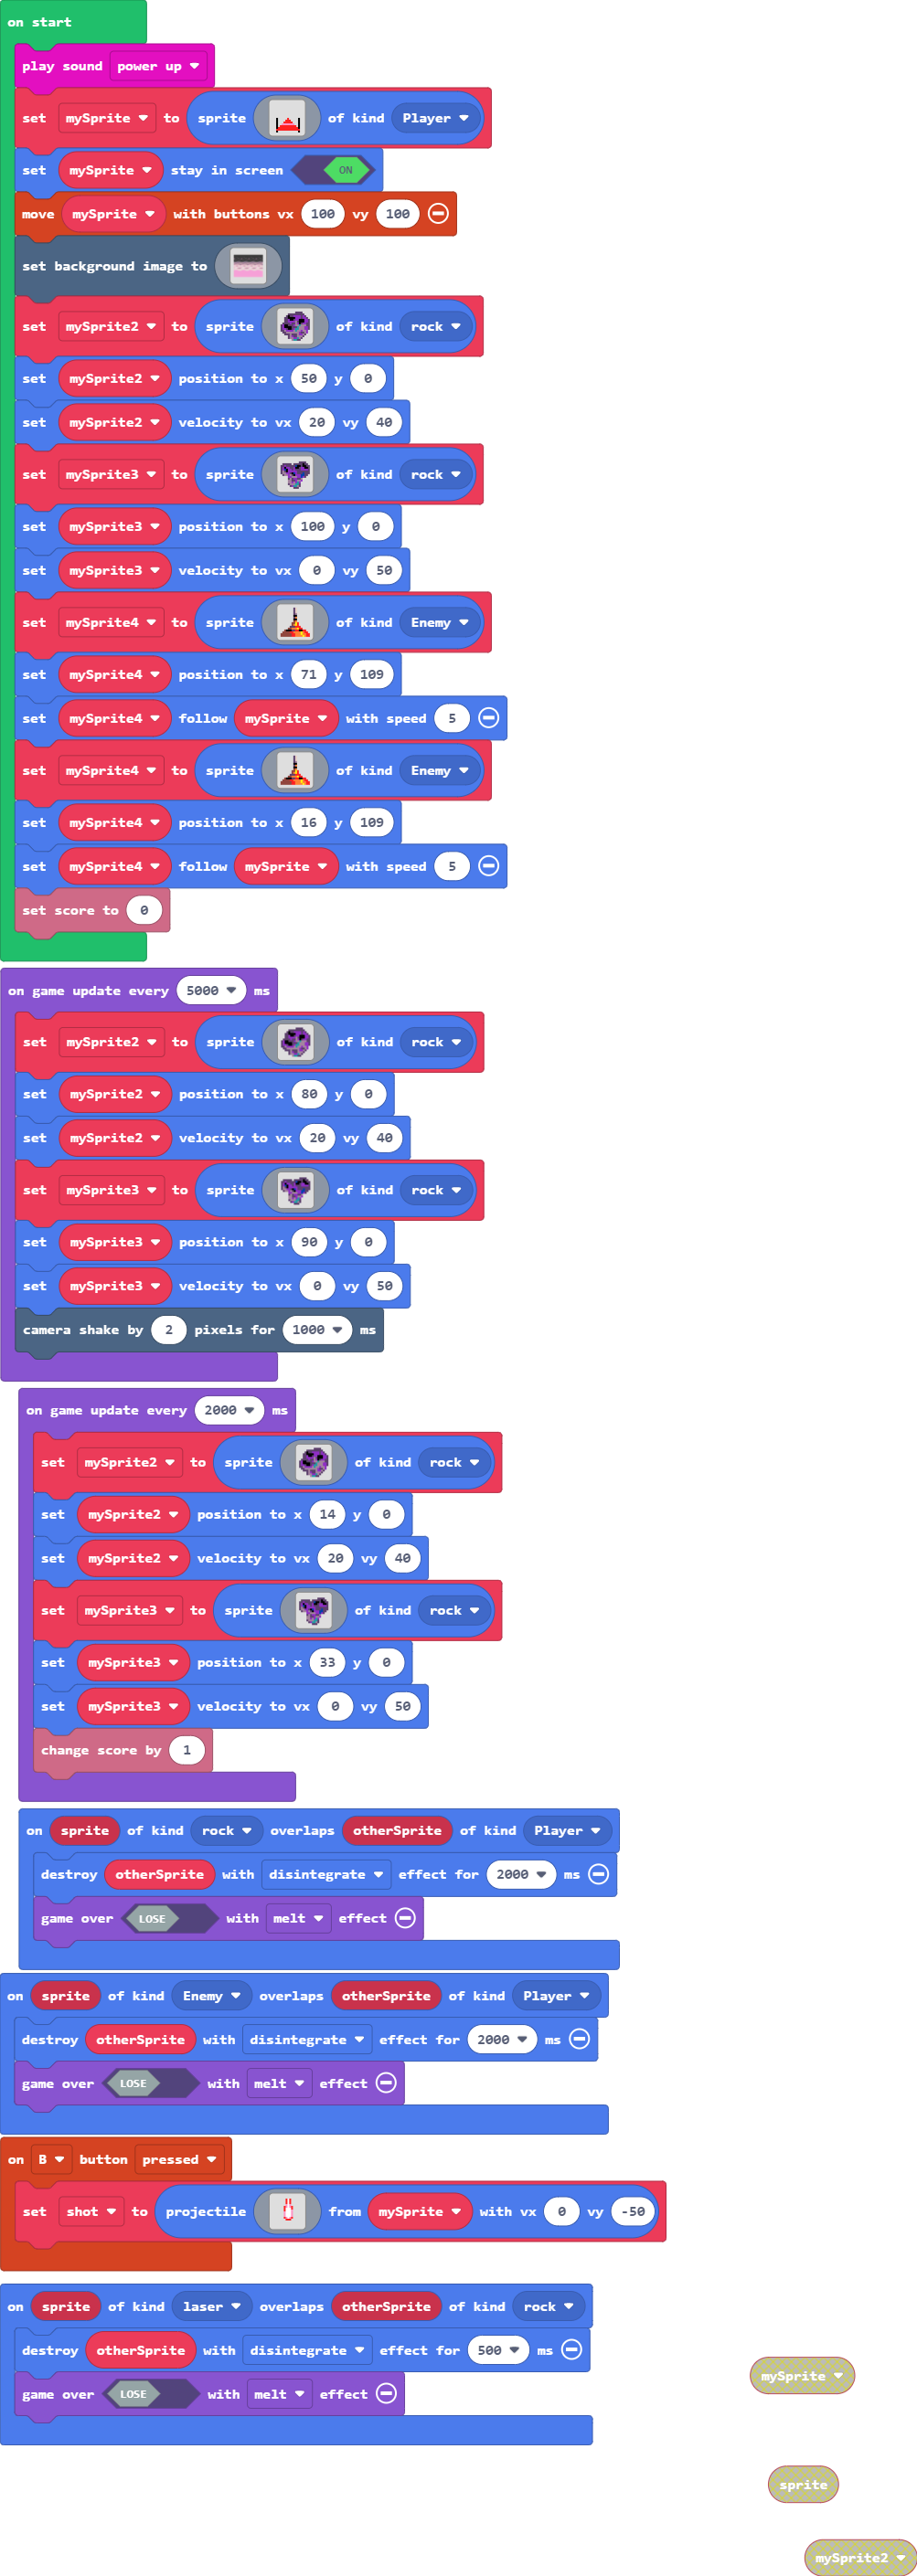 on start
play sound power up
set mySprite to sprite of kind Player
set mySprite stay in screen ON
move mySprite with buttons vx 100 vy 100
set background image to
set mySprite2 to sprite of kind rock
set mySprite2 position to x 50 y 0
set mySprite2 velocity to vx 20 vy 40
set mySprite3 to sprite of kind rock
set mySprite3 position to x 100 y 0
set mySprite3 velocity to vx 0 vy 50
set mySprite4 to sprite of kind Enemy
set mySprite4 position to x 71 y 109
set mySprite4 follow mySprite with speed 5
set mySprite4 to sprite of kind Enemy
set mySprite4 position to x 16 y 109
set mySprite4 follow mySprite with speed 5
set score to 0
on game update every 5000 ms
set mySprite2 to sprite of kind rock
set mySprite2 position to x 80 y 0
set mySprite2 velocity to vx 20 vy 40
set mySprite3 to sprite of kind rock
set mySprite3 position to x 90 y 0
set mySprite3 velocity to vx 0 vy 50
camera shake by 2 pixels for 1000 ms
on game update every 2000 ms
set mySprite2 to sprite of kind rock
set mySprite2 position to x 14 y 0
set mySprite2 velocity to vx 20 vy 40
set mySprite3 to sprite of kind rock
set mySprite3 position to x 33 y 0
set mySprite3 velocity to vx 0 vy 50
change score by 1
on sprite of kind rock overlaps otherSprite of kind Player
destroy otherSprite with disintegrate effect for 2000 ms
game over LOSE with melt effect
on sprite of kind Enemy overlaps otherSprite of kind Player
destroy otherSprite with disintegrate effect for 2000 ms
game over LOSE with melt effect
on B button pressed
set shot to projectile from mySprite with vx 0 vy -50
on sprite of kind laser overlaps otherSprite of kind rock
destroy otherSprite with disintegrate effect for 500 ms
game over LOSE with melt effect
mySprite
sprite
mySprite2